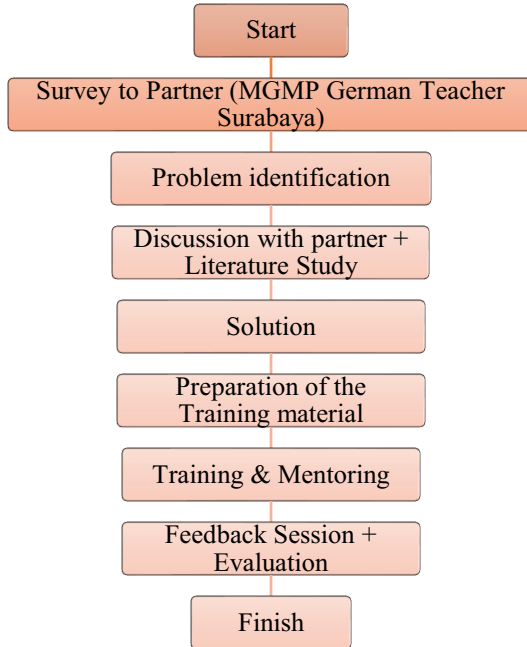 Start
Survey to Partner (MGMP German Teacher
Surabaya)
Problem identification
Discussion with partner +
Literature Study
Solution
Preparation of the
Training material
Training & Mentoring
Feedback Session +
Evaluation
Finish